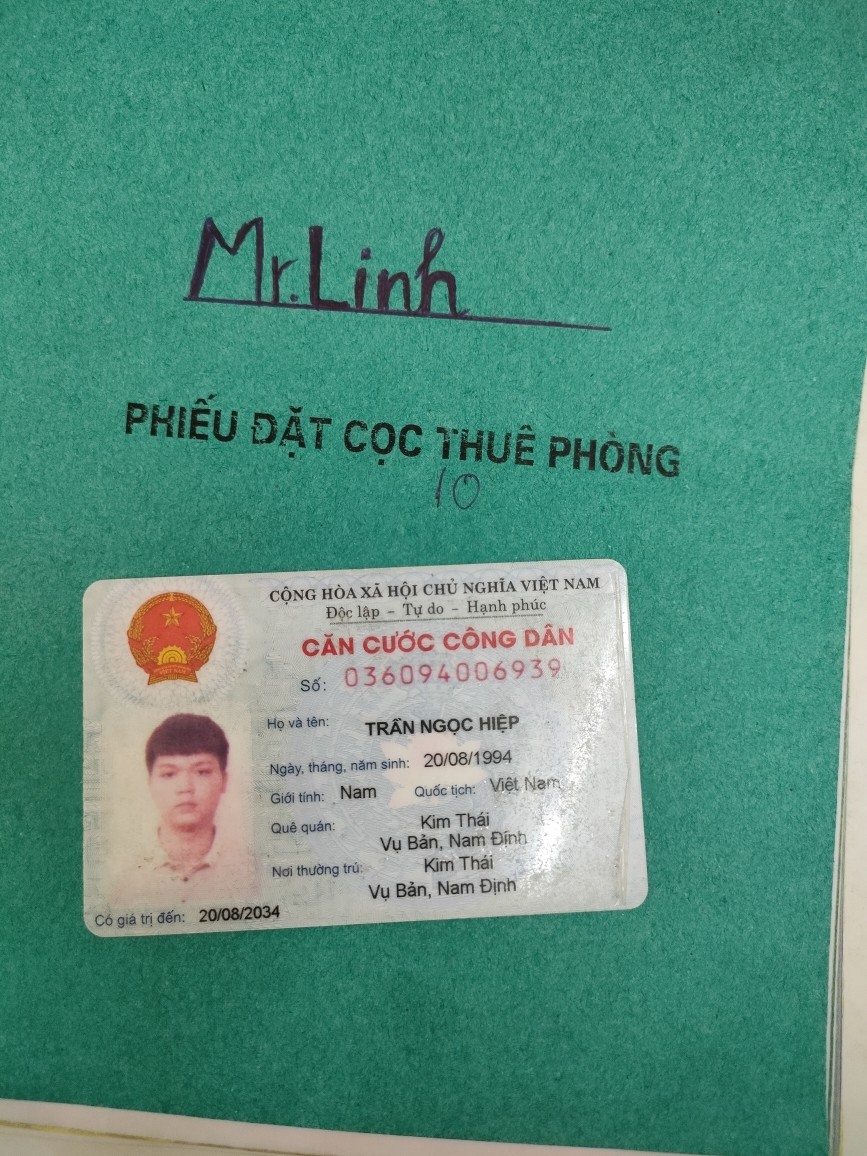 Mr. Linh
PHIẾU ĐẶT CỌC THUÊ PHÒNG
10
CỘNG HÒA XÃ HỘI CHỦ NGHĨA VIỆT NAM
Độc lập – Tự do – Hạnh phúc
CĂN CƯỚC CÔNG DÂN
Số: 036094006939
Họ và tên: TRẦN NGỌC HIỆP
Ngày, tháng, năm sinh: 20/08/1994
Giới tính: Nam Quốc tịch: Việt Nam
Quê quán: Kim Thái
Vụ Bản, Nam Định
Nơi thường trú: Kim Thái
Vụ Bản, Nam Định
Có giá trị đến: 20/08/2034